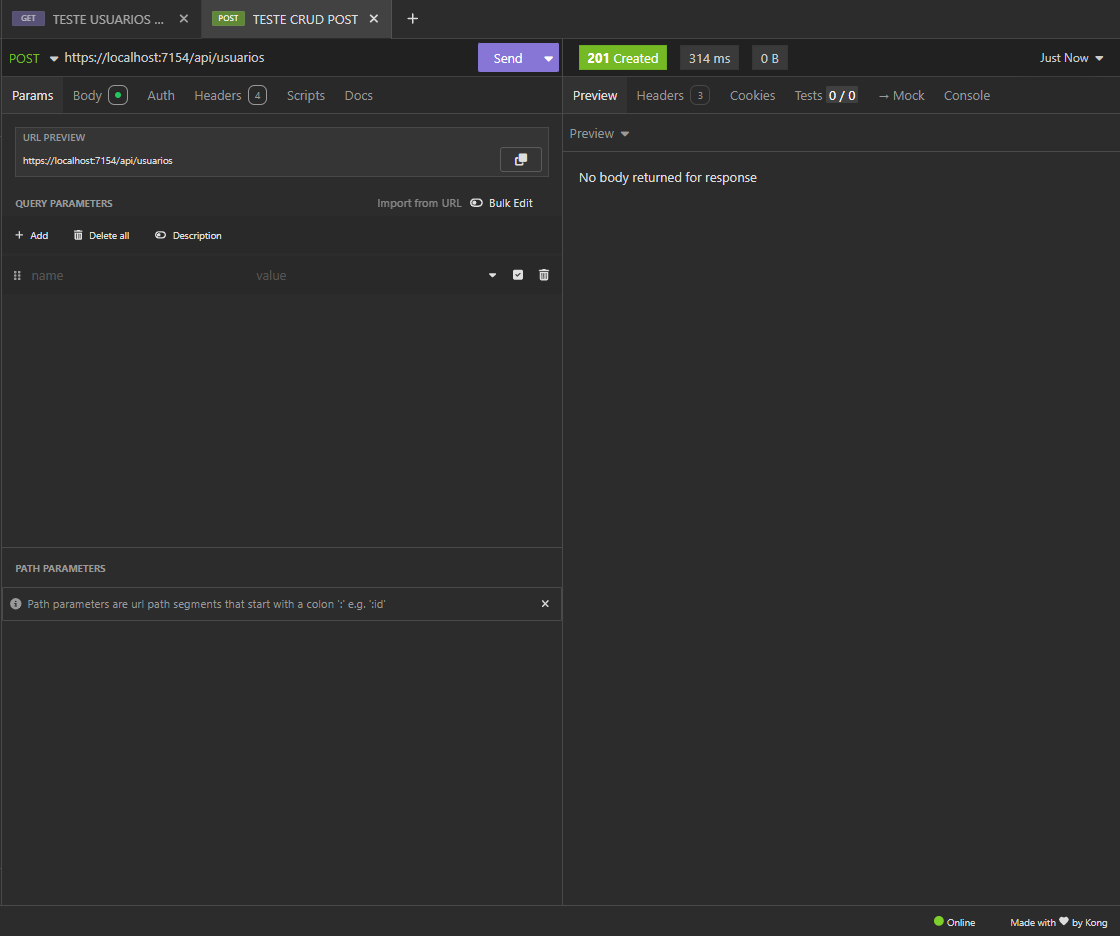 GET TESTE USUARIOS ... POST TESTE CRUD POST
POST https://localhost:7154/api/usuarios Send
201 Created 314 ms 0 B Just Now
Params Body Auth Headers 4 Scripts Docs
Preview Headers 3 Cookies Tests 0 / 0 → Mock Console
URL PREVIEW
https://localhost:7154/api/usuarios
Preview
No body returned for response
QUERY PARAMETERS Import from URL Bulk Edit
+ Add Delete all Description
name value
PATH PARAMETERS
Path parameters are url path segments that start with a colon ':' e.g. ':id'
Online Made with ♥ by Kong